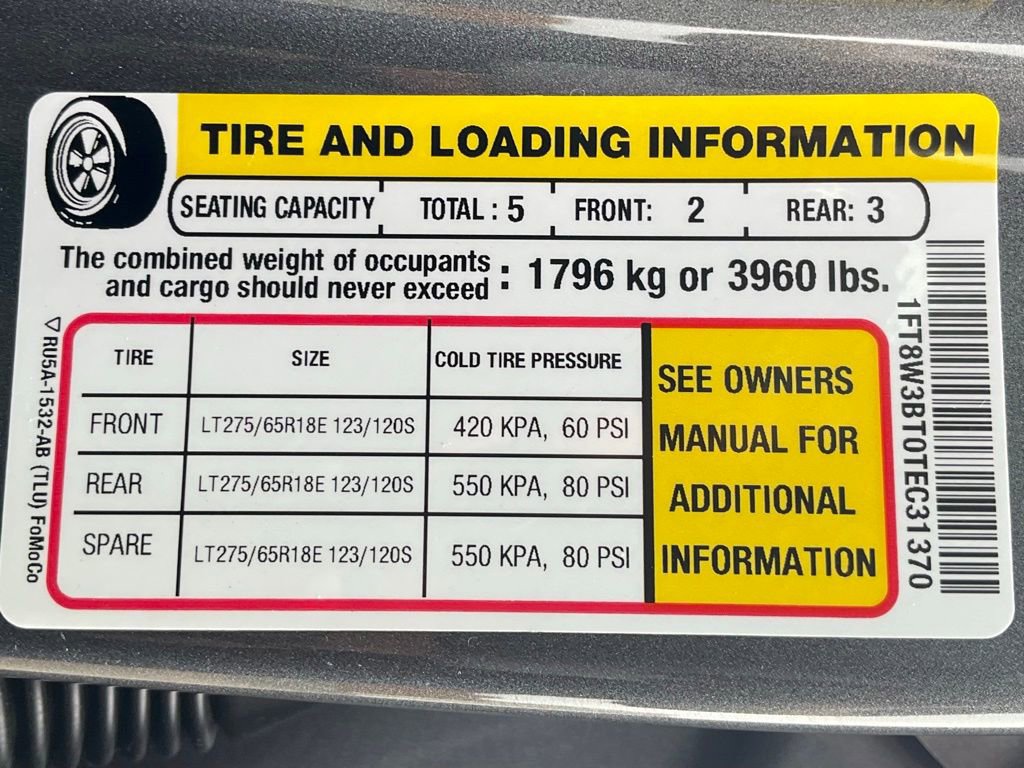 TIRE AND LOADING INFORMATION
SEATING CAPACITY TOTAL : 5 FRONT: 2 REAR: 3
The combined weight of occupants
and cargo should never exceed : 1796 kg or 3960 lbs.
TIRE SIZE COLD TIRE PRESSURE
FRONT LT275/65R18E 123/120S 420 KPA, 60 PSI
REAR LT275/65R18E 123/120S 550 KPA, 80 PSI
SPARE LT275/65R18E 123/120S 550 KPA, 80 PSI
SEE OWNERS
MANUAL FOR
ADDITIONAL
INFORMATION
1FT8W3BT0TEC31370
▽RU5A-1532-AB (TLU) FoMoCo